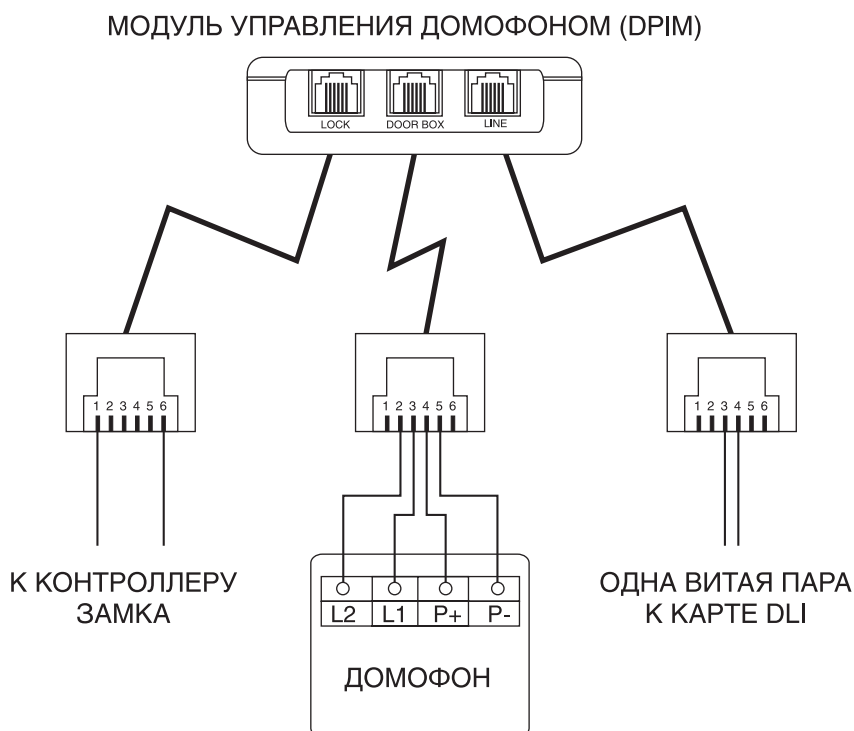 МОДУЛЬ УПРАВЛЕНИЯ ДОМОФОНОМ (DPIM)
LOCK DOOR BOX LINE
1 2 3 4 5 6
1 2 3 4 5 6
1 2 3 4 5 6
К КОНТРОЛЛЕРУ
ЗАМКА
L2 L1 P+ P-
ДОМОФОН
ОДНА ВИТАЯ ПАРА
К КАРТЕ DLI